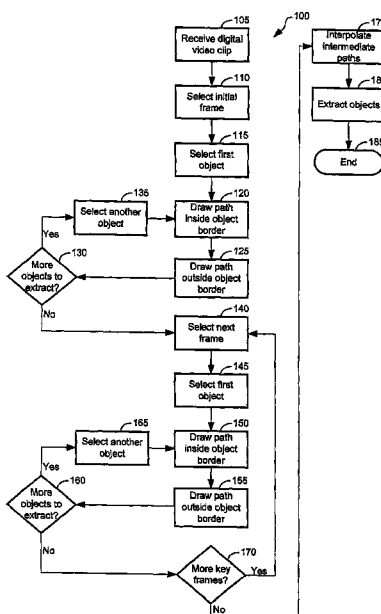 105
100
Receive digital
video clip
110
Select initial
frame
115
Select first
object
135
120
Select another
object
Draw path
inside object
border
Yes
130
125
More
objects to
extract?
Draw path
outside object
border
No
140
Select next
frame
145
Select first
object
165
150
Select another
object
Draw path
inside object
border
Yes
160
155
More
objects to
extract?
Draw path
outside object
border
No
170
More key
frames?
Yes
No
17
Interpolate
intermediate
paths
18
Extract objects
185
End